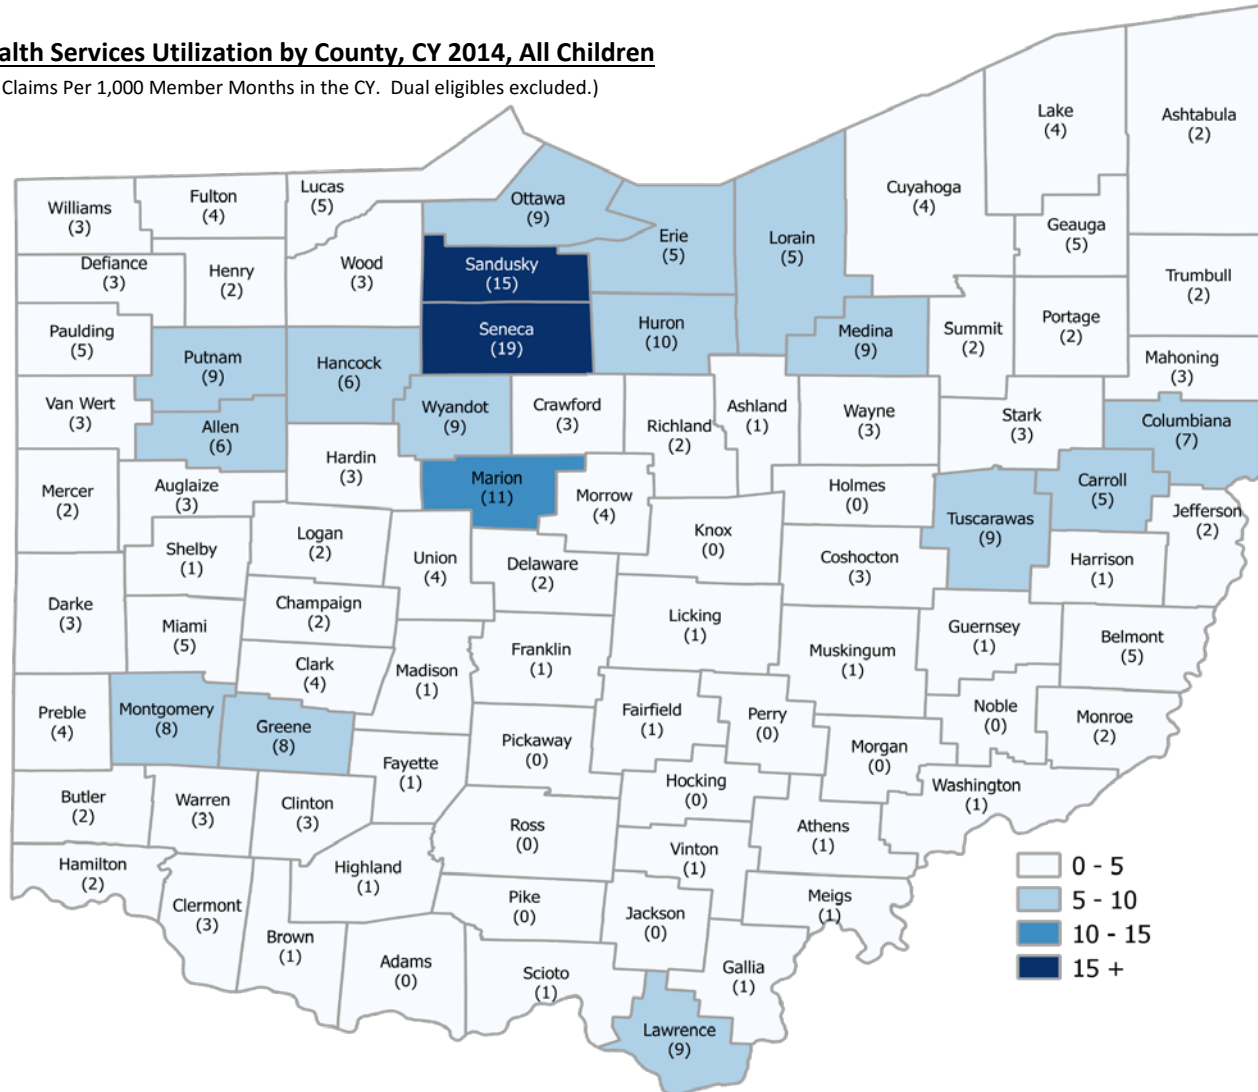 alth Services Utilization by County, CY 2014, All Children
Claims Per 1,000 Member Months in the CY.  Dual eligibles excluded.)
Lake
(4)
Ashtabula
(2)
Williams
(3)
Fulton
(4)
Lucas
(5)
Ottawa
(9)
Cuyahoga
(4)
Geauga
(5)
Erie
(5)
Lorain
(5)
Defiance
(3)
Henry
(2)
Wood
(3)
Sandusky
(15)
Trumbull
(2)
Paulding
(5)
Putnam
(9)
Hancock
(6)
Seneca
(19)
Huron
(10)
Medina
(9)
Summit
(2)
Portage
(2)
Mahoning
(3)
Van Wert
(3)
Allen
(6)
Wyandot
(9)
Crawford
(3)
Richland
(2)
Ashland
(1)
Wayne
(3)
Stark
(3)
Columbiana
(7)
Mercer
(2)
Auglaize
(3)
Hardin
(3)
Marion
(11)
Morrow
(4)
Holmes
(0)
Carroll
(5)
Jefferson
(2)
Tuscarawas
(9)
Shelby
(1)
Logan
(2)
Union
(4)
Delaware
(2)
Knox
(0)
Coshocton
(3)
Harrison
(1)
Darke
(3)
Miami
(5)
Champaign
(2)
Licking
(1)
Guernsey
(1)
Belmont
(5)
Clark
(4)
Madison
(1)
Franklin
(1)
Muskingum
(1)
Preble
(4)
Montgomery
(8)
Greene
(8)
Fairfield
(1)
Perry
(0)
Noble
(0)
Monroe
(2)
Fayette
(1)
Pickaway
(0)
Morgan
(0)
Hocking
(0)
Washington
(1)
Butler
(2)
Warren
(3)
Clinton
(3)
Ross
(0)
Athens
(1)
Vinton
(1)
Hamilton
(2)
Highland
(1)
Clermont
(3)
Pike
(0)
Jackson
(0)
Meigs
(1)
Brown
(1)
Adams
(0)
Scioto
(1)
Gallia
(1)
Lawrence
(9)
0 - 5
5 - 10
10 - 15
15 +